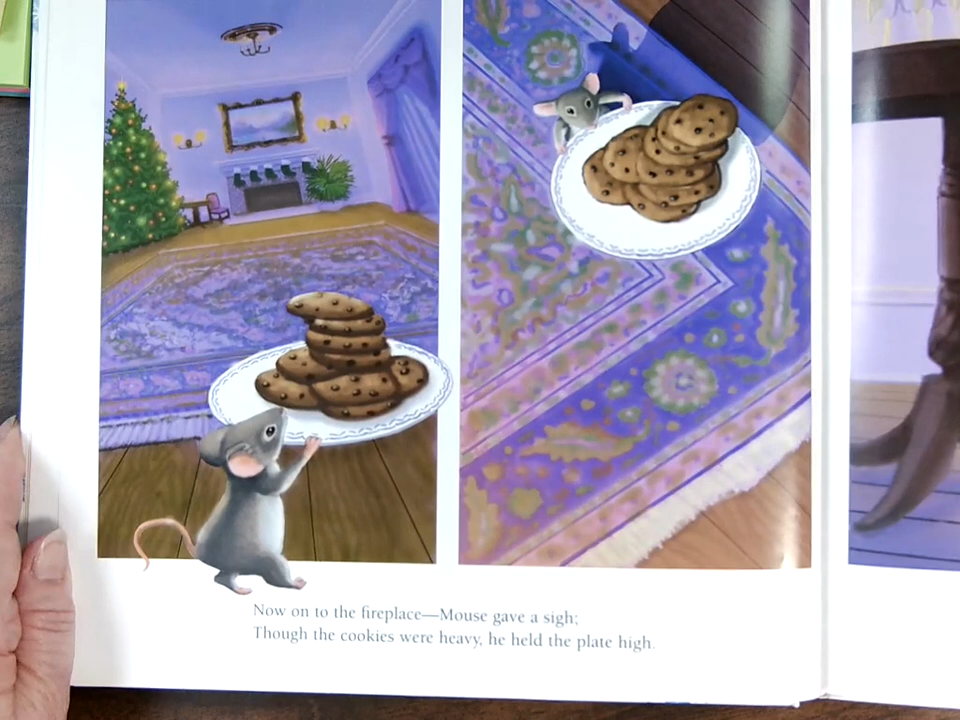 Now on to the fireplace—Mouse gave a sigh;
Though the cookies were heavy, he held the plate high.